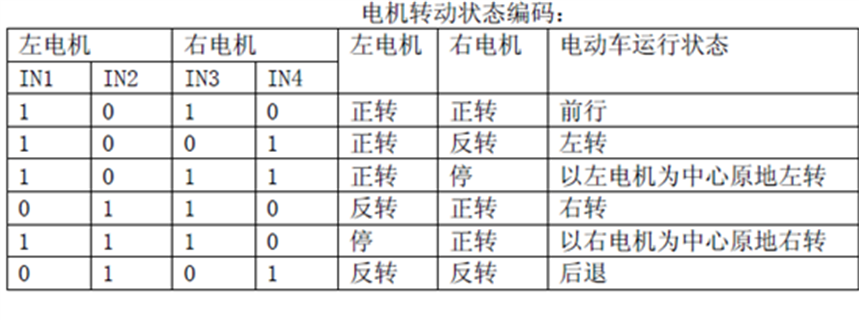 电机转动状态编码：
左电机 右电机 左电机 右电机 电动车运行状态
IN1 IN2 IN3 IN4
1 0 1 0 正转 正转 前行
1 0 0 1 正转 反转 左转
1 0 1 1 正转 停 以左电机为中心原地左转
0 1 1 0 反转 正转 右转
1 1 1 0 停 正转 以右电机为中心原地右转
0 1 0 1 反转 反转 后退